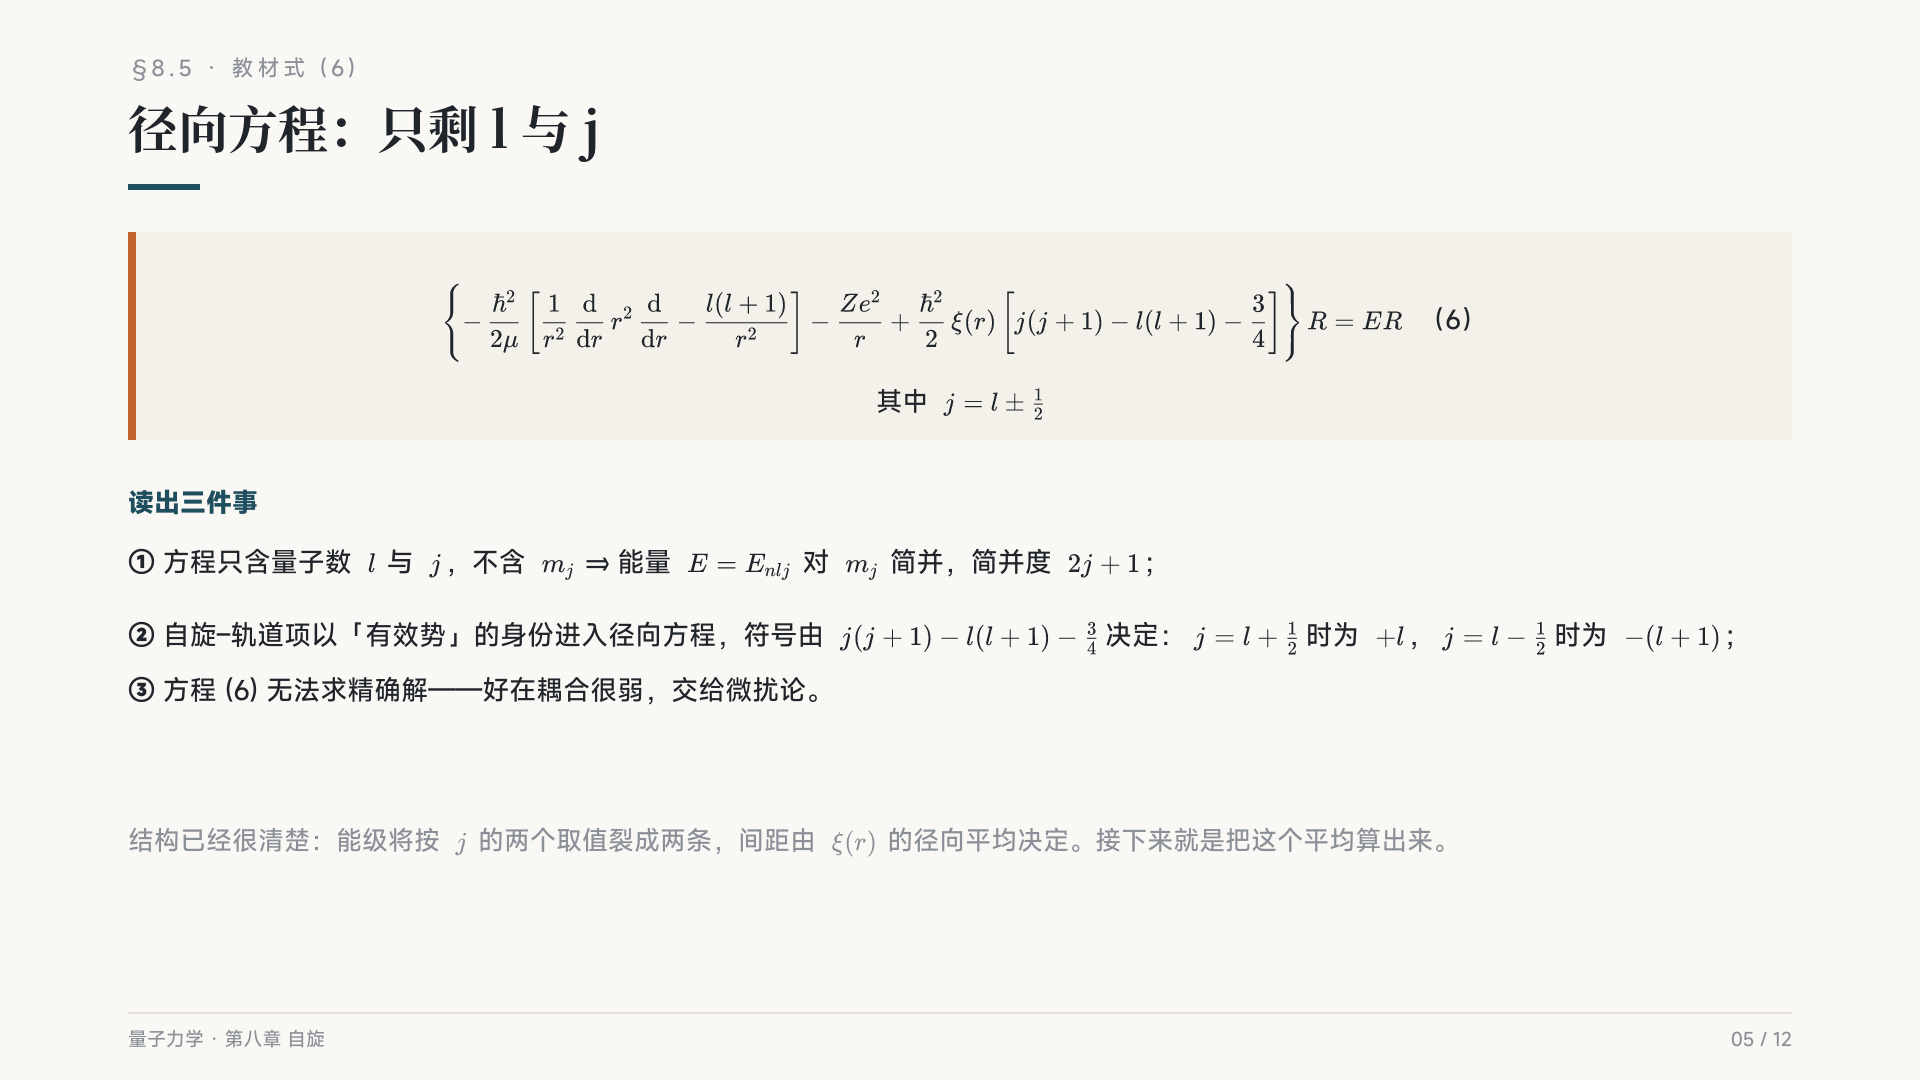 §8.5 · 教材式 (6)
径向方程：只剩 l 与 j
{ − ℏ²/2μ [ 1/r² d/dr r² d/dr − l(l + 1)/r² ] − Ze²/r + ℏ²/2 ξ(r) [ j(j + 1) − l(l + 1) − 3/4 ] } R = ER (6)
其中 j = l ± 1/2
读出三件事
① 方程只含量子数 l 与 j，不含 m_j ⇒ 能量 E = E_{nlj} 对 m_j 简并，简并度 2j + 1；
② 自旋–轨道项以「有效势」的身份进入径向方程，符号由 j(j + 1) − l(l + 1) − 3/4 决定： j = l + 1/2 时为 +l， j = l − 1/2 时为 −(l + 1)；
③ 方程 (6) 无法求精确解——好在耦合很弱，交给微扰论。
结构已经很清楚：能级将按 j 的两个取值裂成两条，间距由 ξ(r) 的径向平均决定。接下来就是把这个平均算出来。
量子力学 · 第八章 自旋
05 / 12